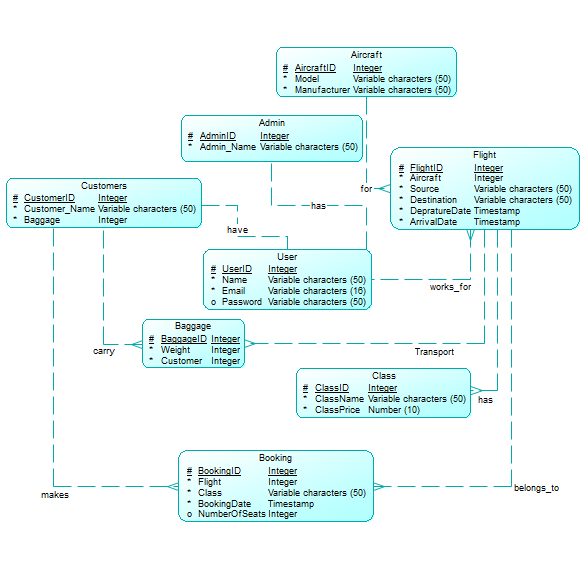 Aircraft
# AircraftID Integer
* Model Variable characters (50)
* Manufacturer Variable characters (50)
Admin
# AdminID Integer
* Admin_Name Variable characters (50)
Flight
# FlightID Integer
* Aircraft Integer
* Source Variable characters (50)
* Destination Variable characters (50)
* DepratureDate Timestamp
* ArrivalDate Timestamp
for
Customers
# CustomerID Integer
* Customer_Name Variable characters (50)
* Baggage Integer
has
have
User
# UserID Integer
* Name Variable characters (50)
* Email Variable characters (16)
o Password Variable characters (50)
works_for
Baggage
# BaggageID Integer
* Weight Integer
* Customer Integer
carry
Transport
Class
# ClassID Integer
* ClassName Variable characters (50)
* ClassPrice Number (10)
has
Booking
# BookingID Integer
* Flight Integer
* Class Variable characters (50)
* BookingDate Timestamp
o NumberOfSeats Integer
makes
belongs_to